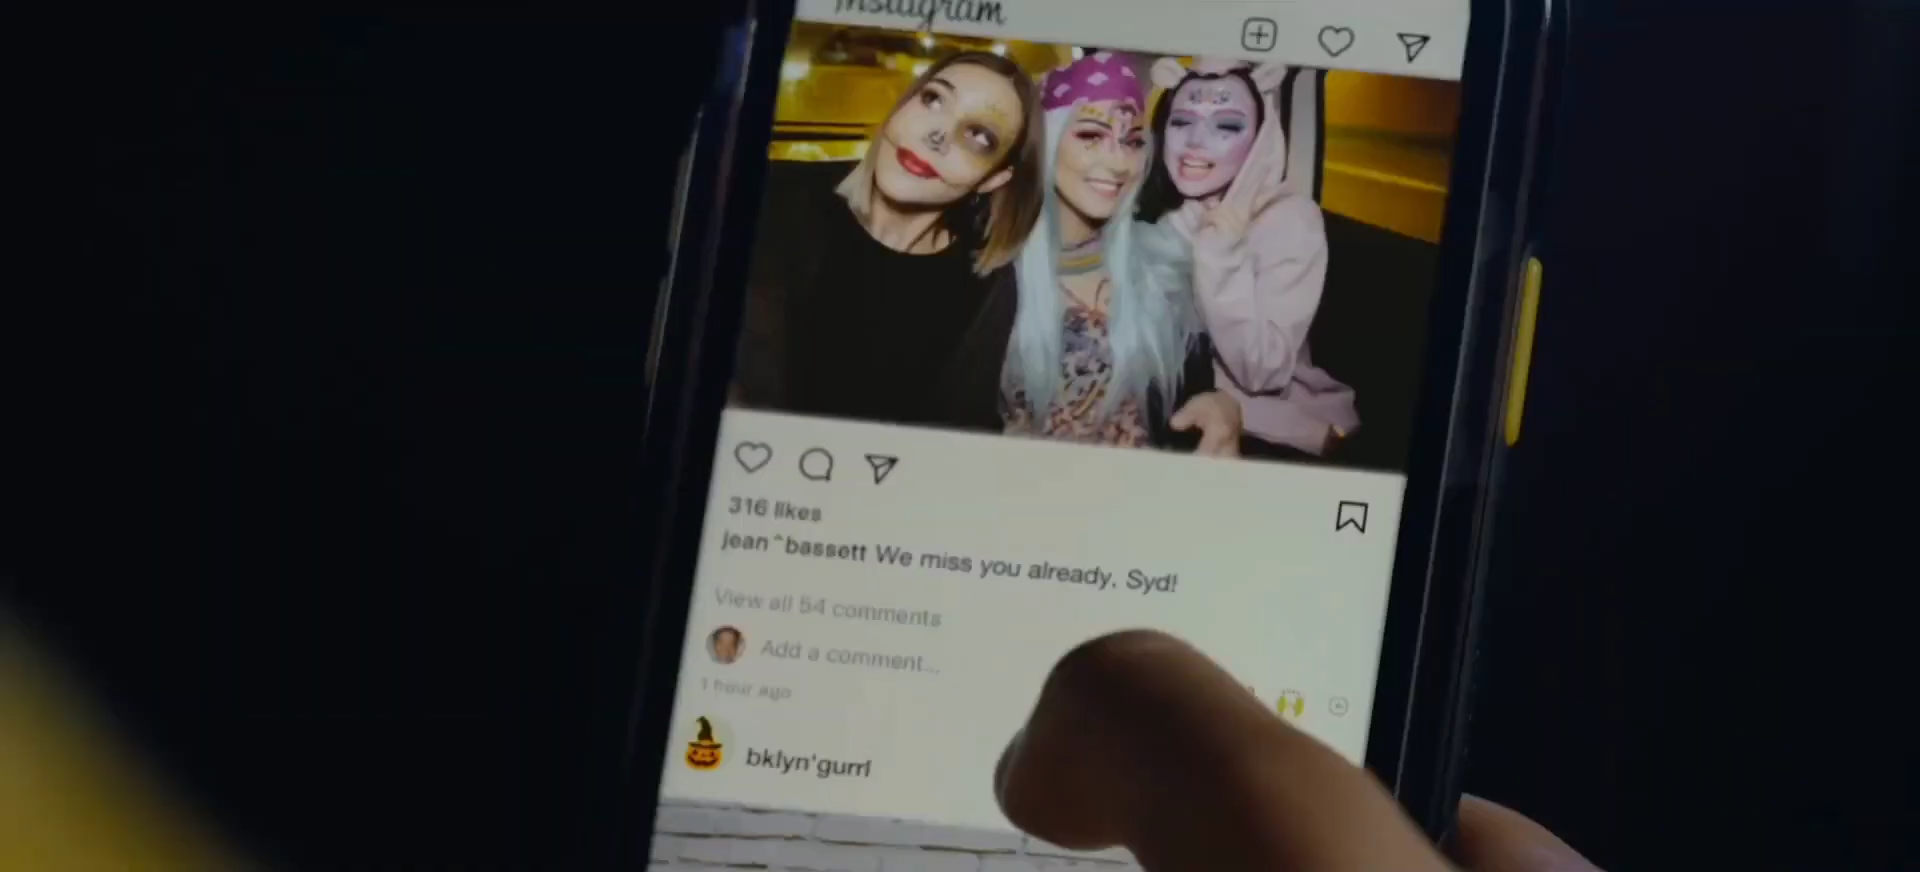 Instagram
316 likes
jean^bassett We miss you already, Syd!
View all 54 comments
Add a comment...
1 hour ago
bklyn'gurrl